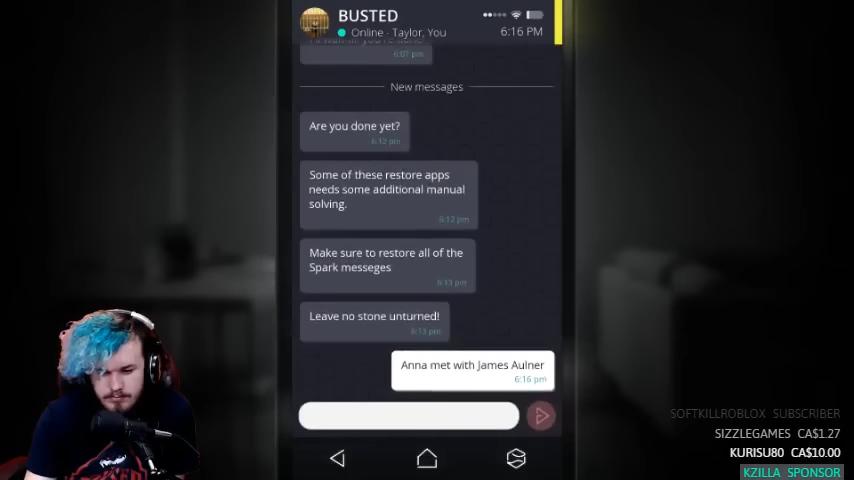 BUSTED
Online - Taylor, You
6:16 PM
6:07 pm
New messages
Are you done yet?
6:12 pm
Some of these restore apps
needs some additional manual
solving.
6:12 pm
Make sure to restore all of the
Spark messeges
6:13 pm
Leave no stone unturned!
6:13 pm
Anna met with James Aulner
6:16 pm
SOFTKILLROBLOX SUBSCRIBER
SIZZLEGAMES CA$1.27
KURISU80 CA$10.00
KZILLA SPONSOR